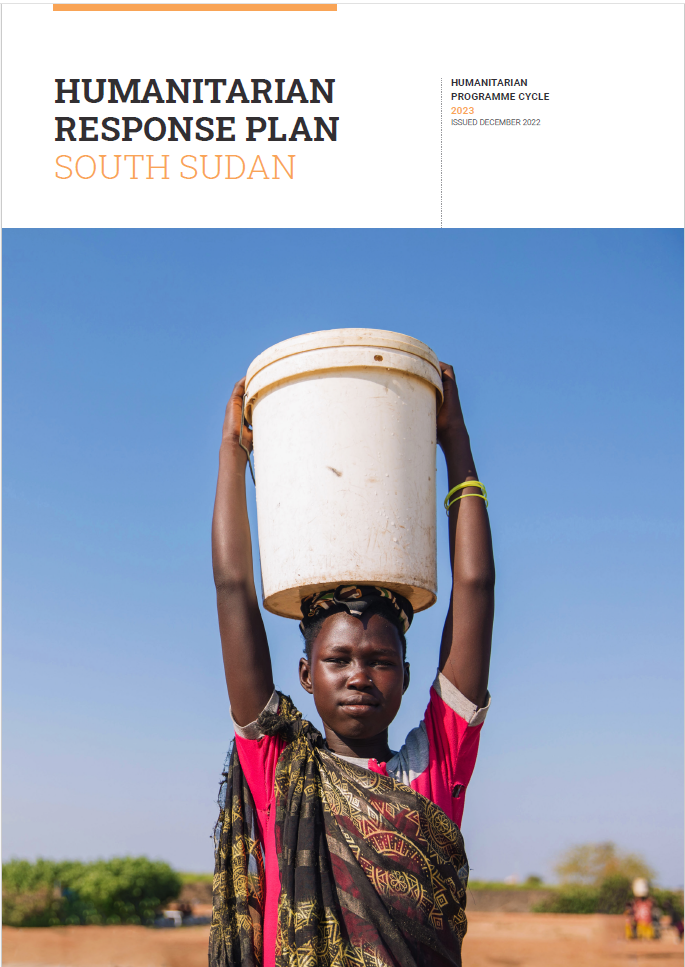 HUMANITARIAN
RESPONSE PLAN
SOUTH SUDAN
HUMANITARIAN
PROGRAMME CYCLE
2023
ISSUED DECEMBER 2022